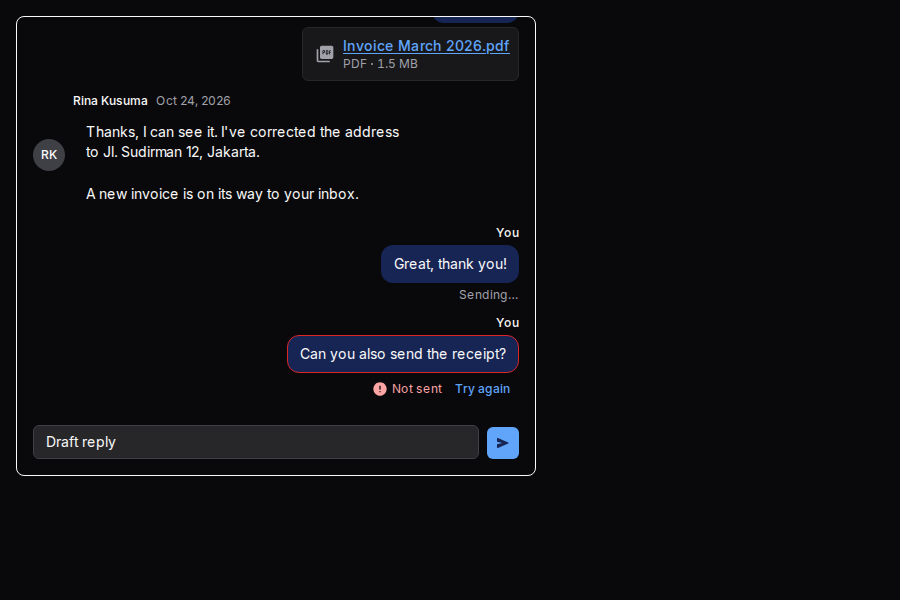 Invoice March 2026.pdf
PDF · 1.5 MB
Rina Kusuma Oct 24, 2026
RK
Thanks, I can see it. I've corrected the address
to Jl. Sudirman 12, Jakarta.
A new invoice is on its way to your inbox.
You
Great, thank you!
Sending...
You
Can you also send the receipt?
Not sent Try again
Draft reply